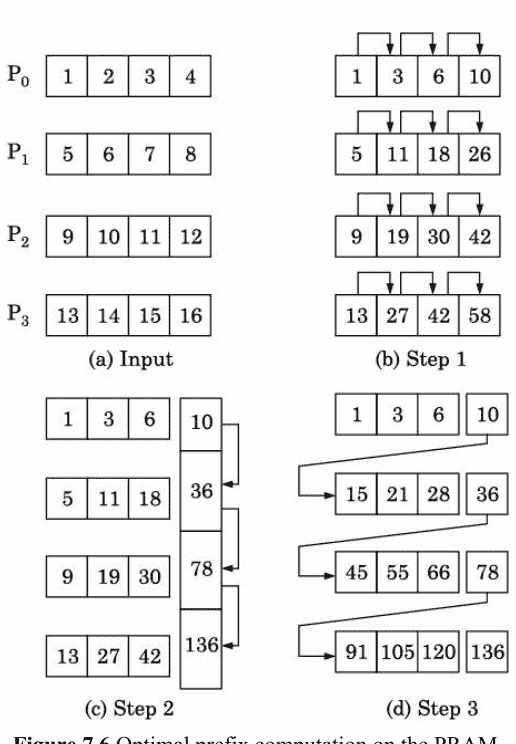 P0 1 2 3 4
1 3 6 10
P1 5 6 7 8
5 11 18 26
P2 9 10 11 12
9 19 30 42
P3 13 14 15 16
13 27 42 58
(a) Input
(b) Step 1
1 3 6 10
5 11 18 36
9 19 30 78
13 27 42 136
(c) Step 2
1 3 6 10
15 21 28 36
45 55 66 78
91 105 120 136
(d) Step 3
Figure 7.6 Optimal prefix computation on the PRAM